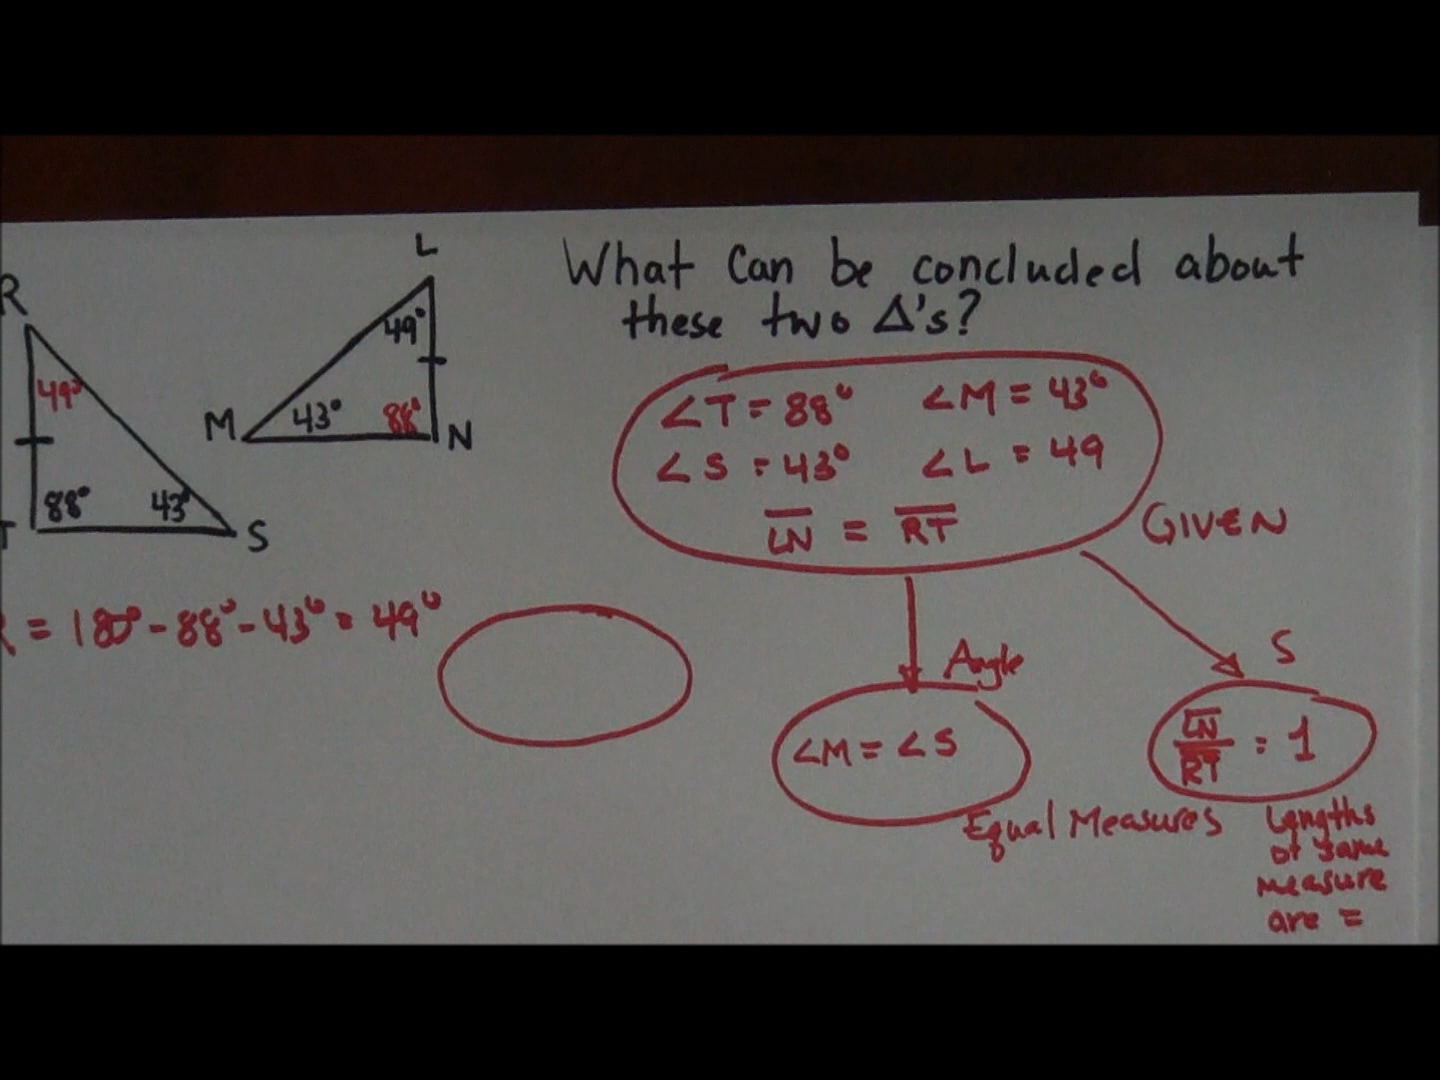 What can be concluded about
these two Δ's?
R
49°
88°
43°
T
S
L
49°
M
43°
88°
N
∠T = 88° ∠M = 43°
∠S = 43° ∠L = 49
LN = RT
GIVEN
R = 180° - 88° - 43° = 49°
Angle
∠M = ∠S
Equal Measures
S
LN
RT = 1
Lengths
of same
measure
are =